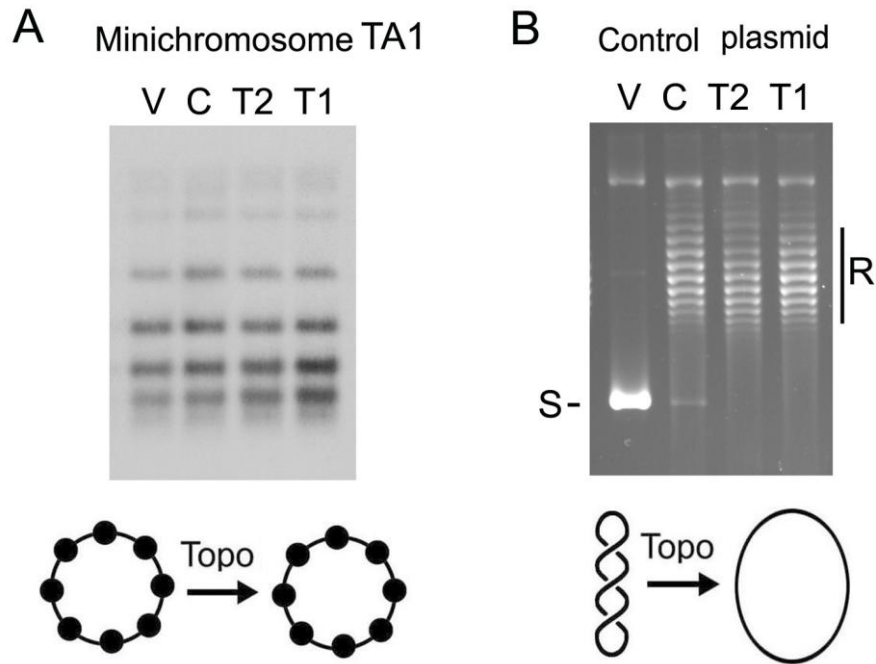 A
Minichromosome TA1
V C T2 T1
Topo
B
Control plasmid
V C T2 T1
S-
R
Topo